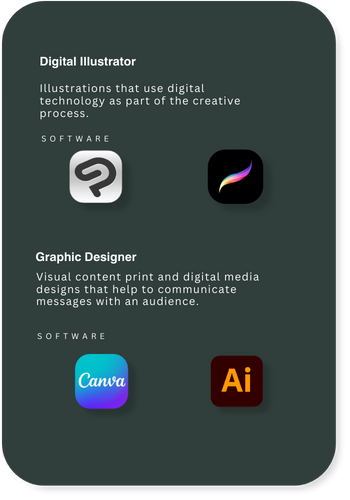 Digital Illustrator
Illustrations that use digital
technology as part of the creative
process.
SOFTWARE
Graphic Designer
Visual content print and digital media
designs that help to communicate
messages with an audience.
SOFTWARE
Canva
Ai